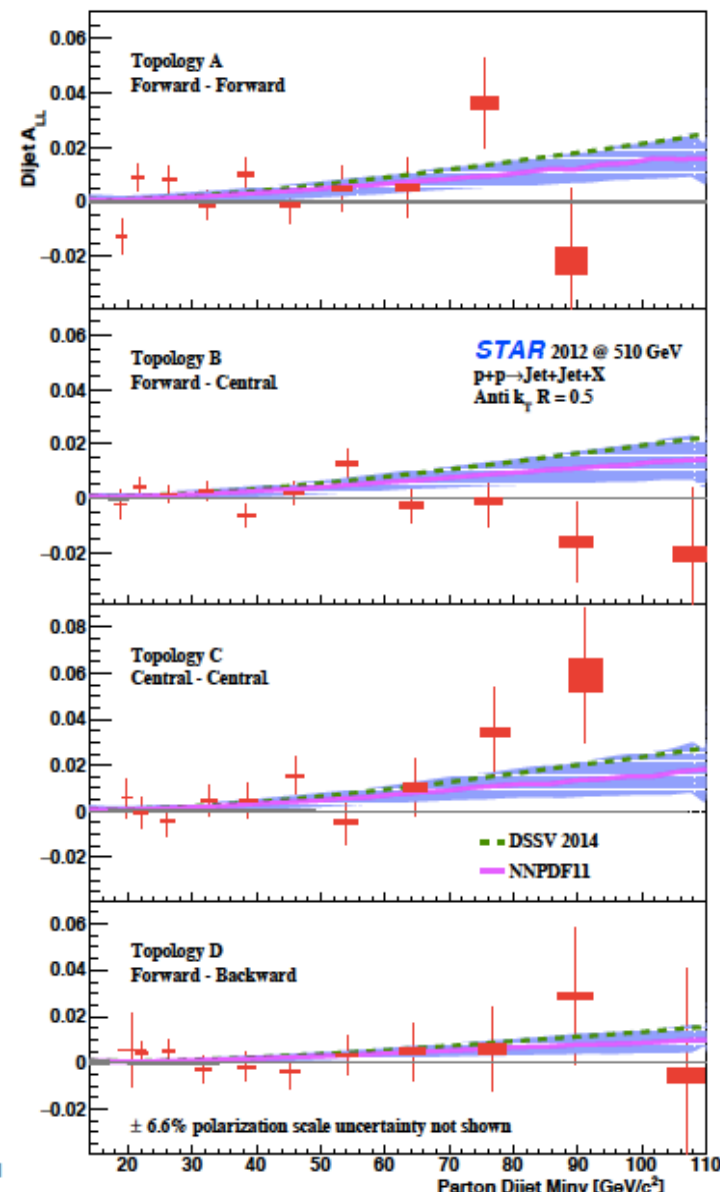 Dijet A_LL
0.06
0.04
0.02
0
−0.02
Topology A
Forward - Forward
0.06
0.04
0.02
0
−0.02
Topology B
Forward - Central
STAR 2012 @ 510 GeV
p+p→Jet+Jet+X
Anti k_T R = 0.5
0.08
0.06
0.04
0.02
0
−0.02
Topology C
Central - Central
DSSV 2014
NNPDF11
0.06
0.04
0.02
0
−0.02
Topology D
Forward - Backward
± 6.6% polarization scale uncertainty not shown
20 30 40 50 60 70 80 90 100 110
Parton Dijet Minv [GeV/c²]